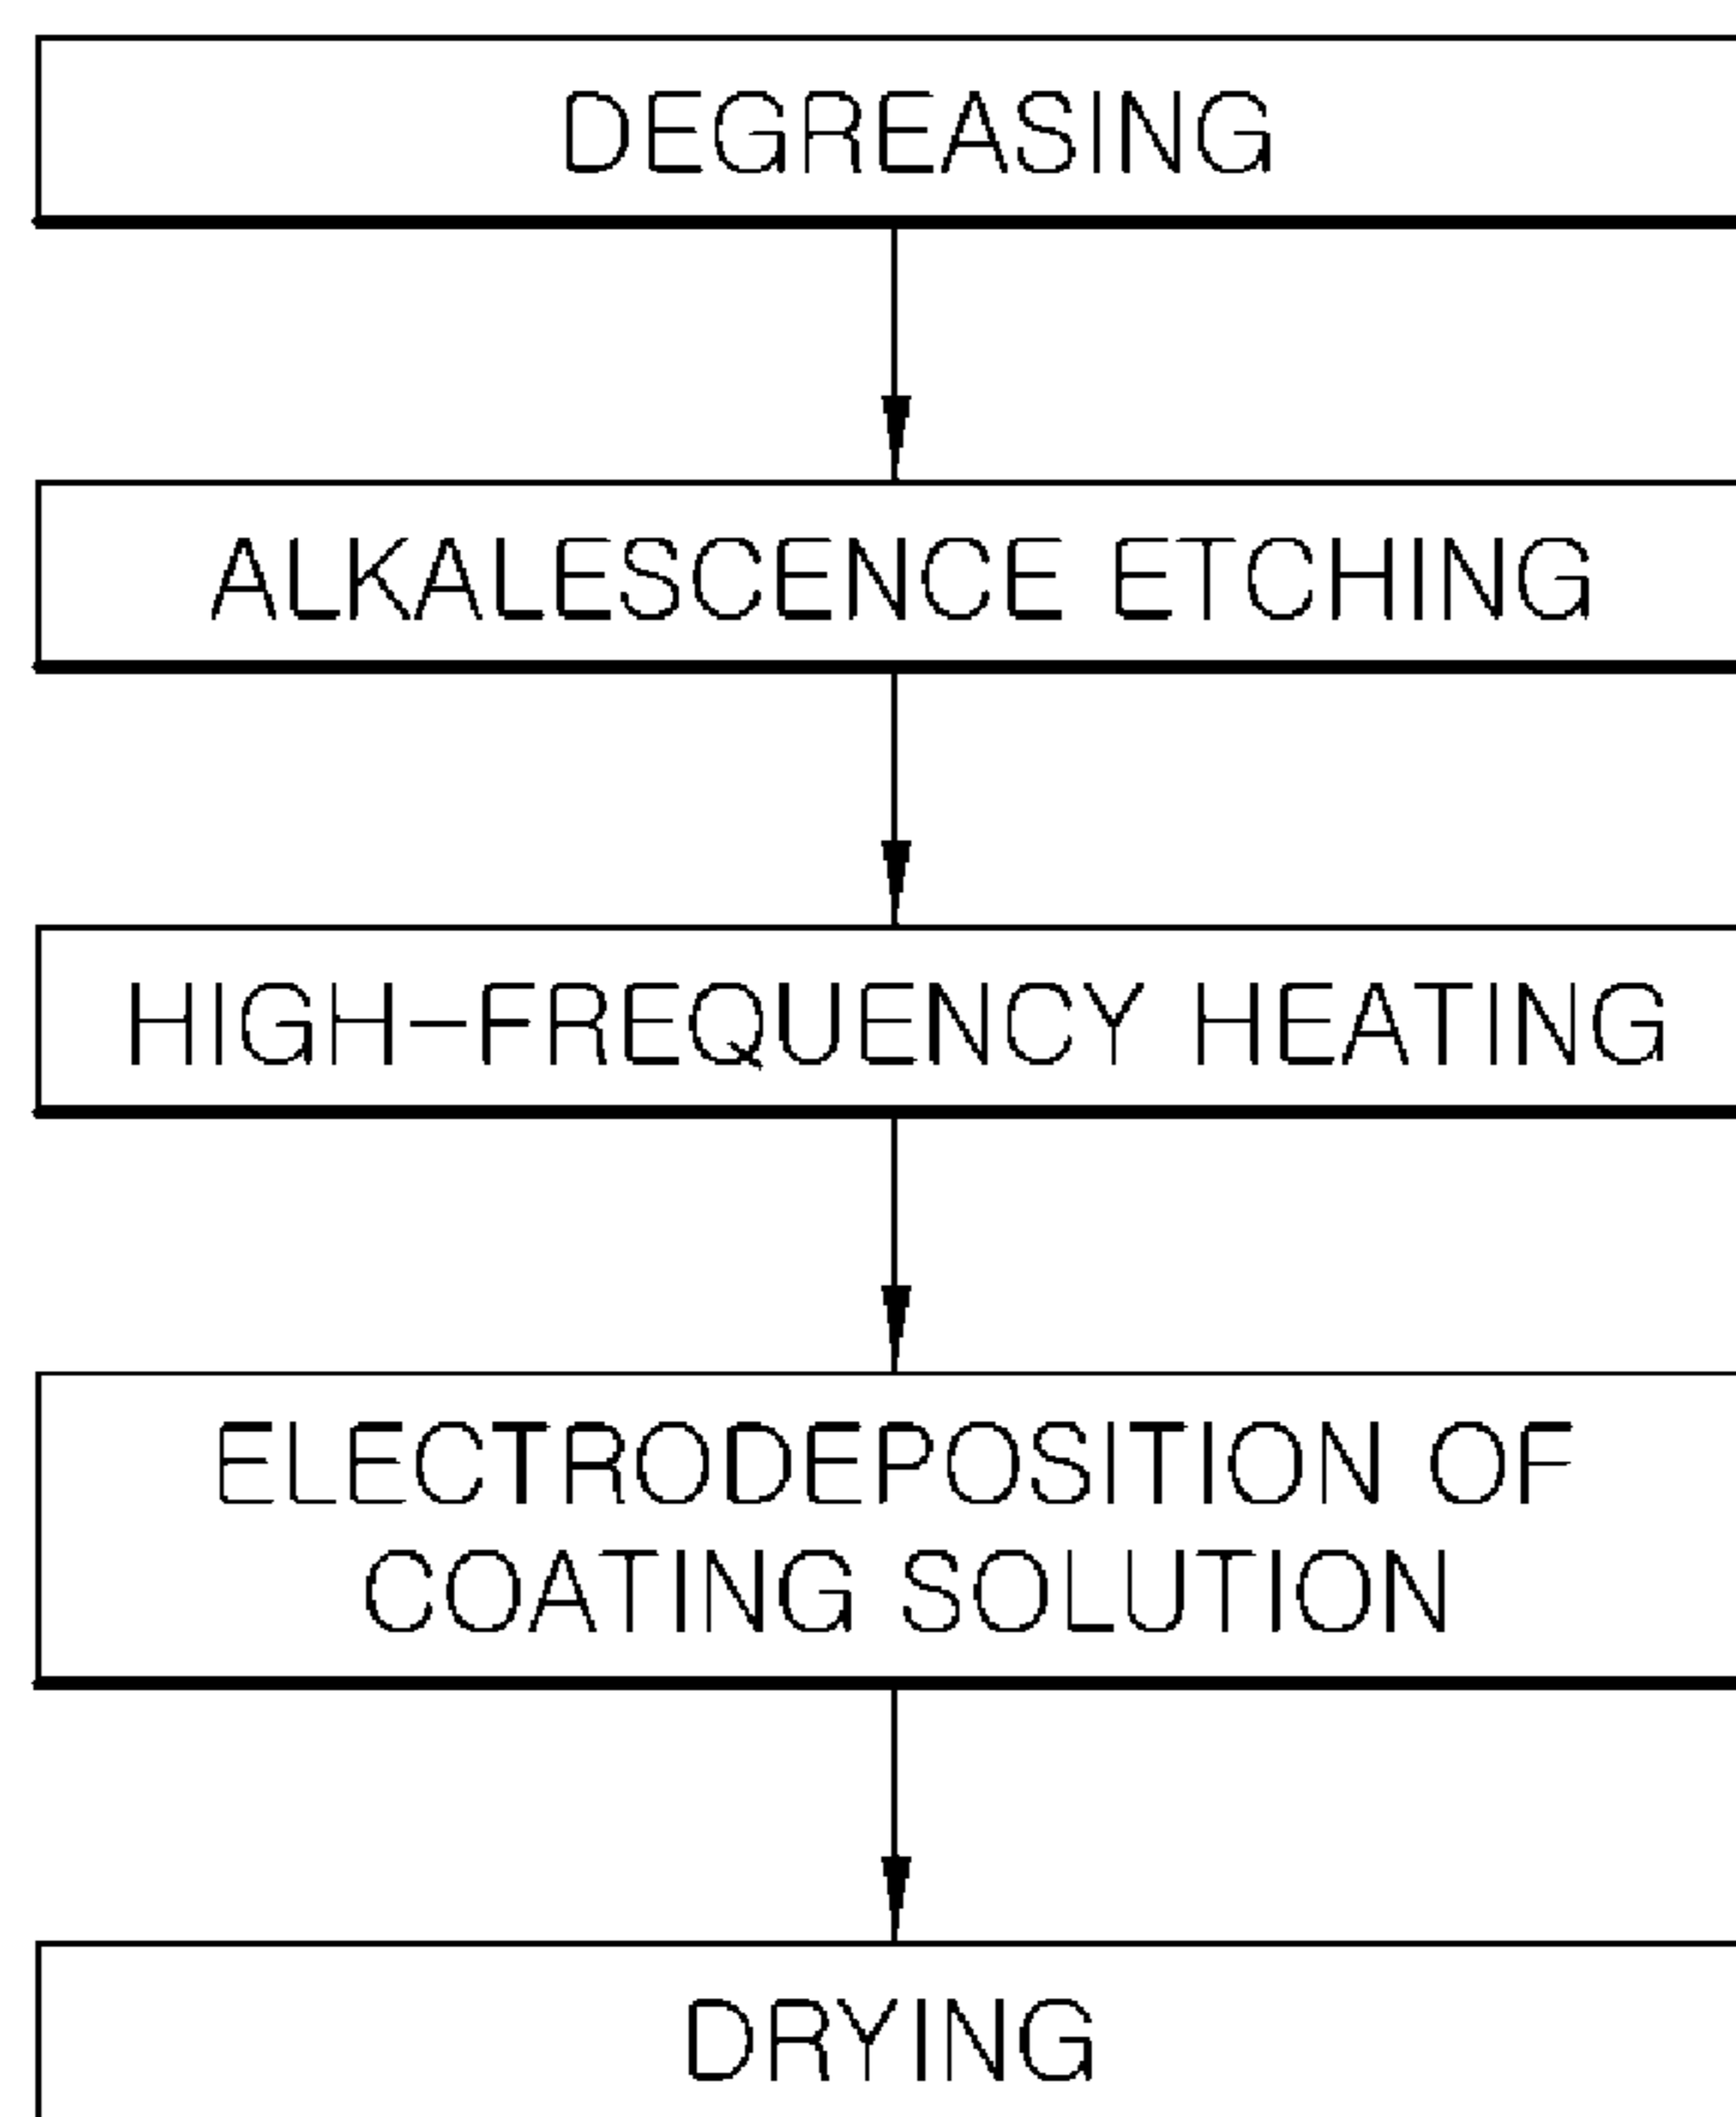 DEGREASING
ALKALESCENCE ETCHING
HIGH-FREQUENCY HEATING
ELECTRODEPOSITION OF
COATING SOLUTION
DRYING